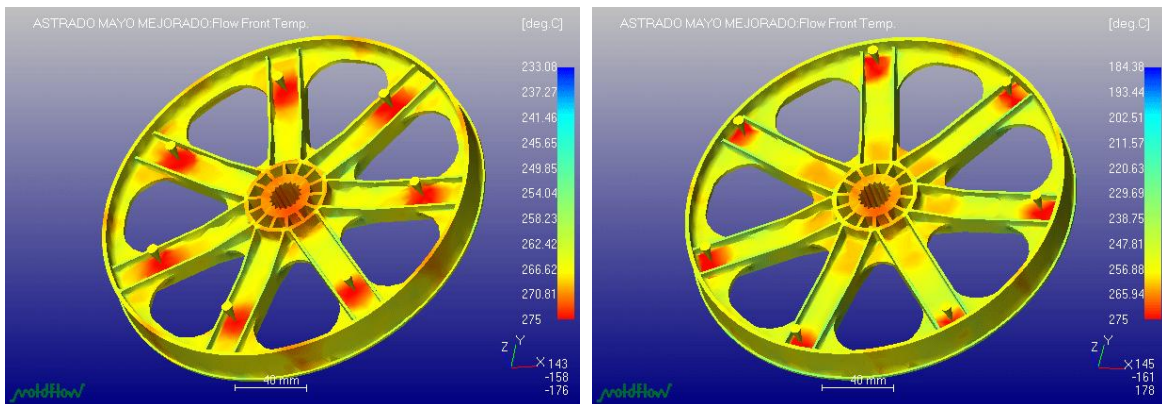 ASTRADO MAYO MEJORADO:Flow Front Temp.
[deg.C]
233.08
237.27
241.46
245.65
249.85
254.04
258.23
262.42
266.62
270.81
275
Z Y
X 143
-158
-176
40 mm
moldflow
ASTRADO MAYO MEJORADO:Flow Front Temp.
[deg.C]
184.38
193.44
202.51
211.57
220.63
229.69
238.75
247.81
256.88
265.94
275
Z Y
X 145
-161
178
40 mm
moldflow